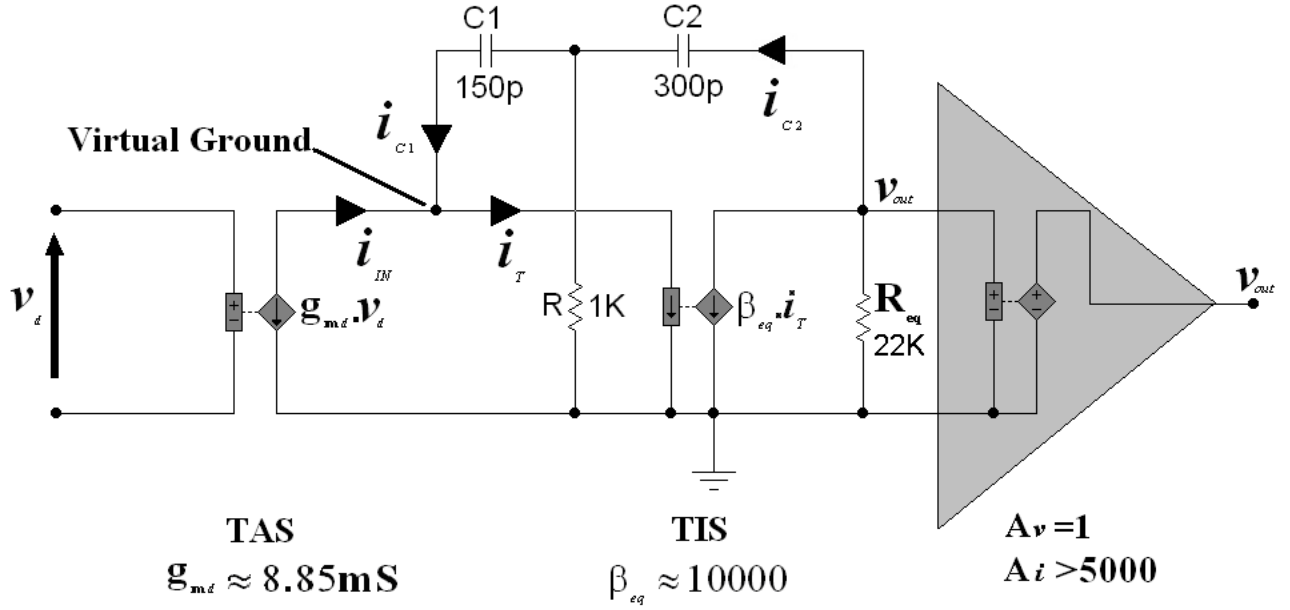 C1
C2
150p
300p
i C1
i C2
Virtual Ground
v out
i IN
i T
v d
+
−
g md.v d
R
1K
β eq.i T
R eq
22K
+
−
+
−
v out
TAS
g md ≈ 8.85mS
TIS
β eq ≈ 10000
Av=1
Ai >5000